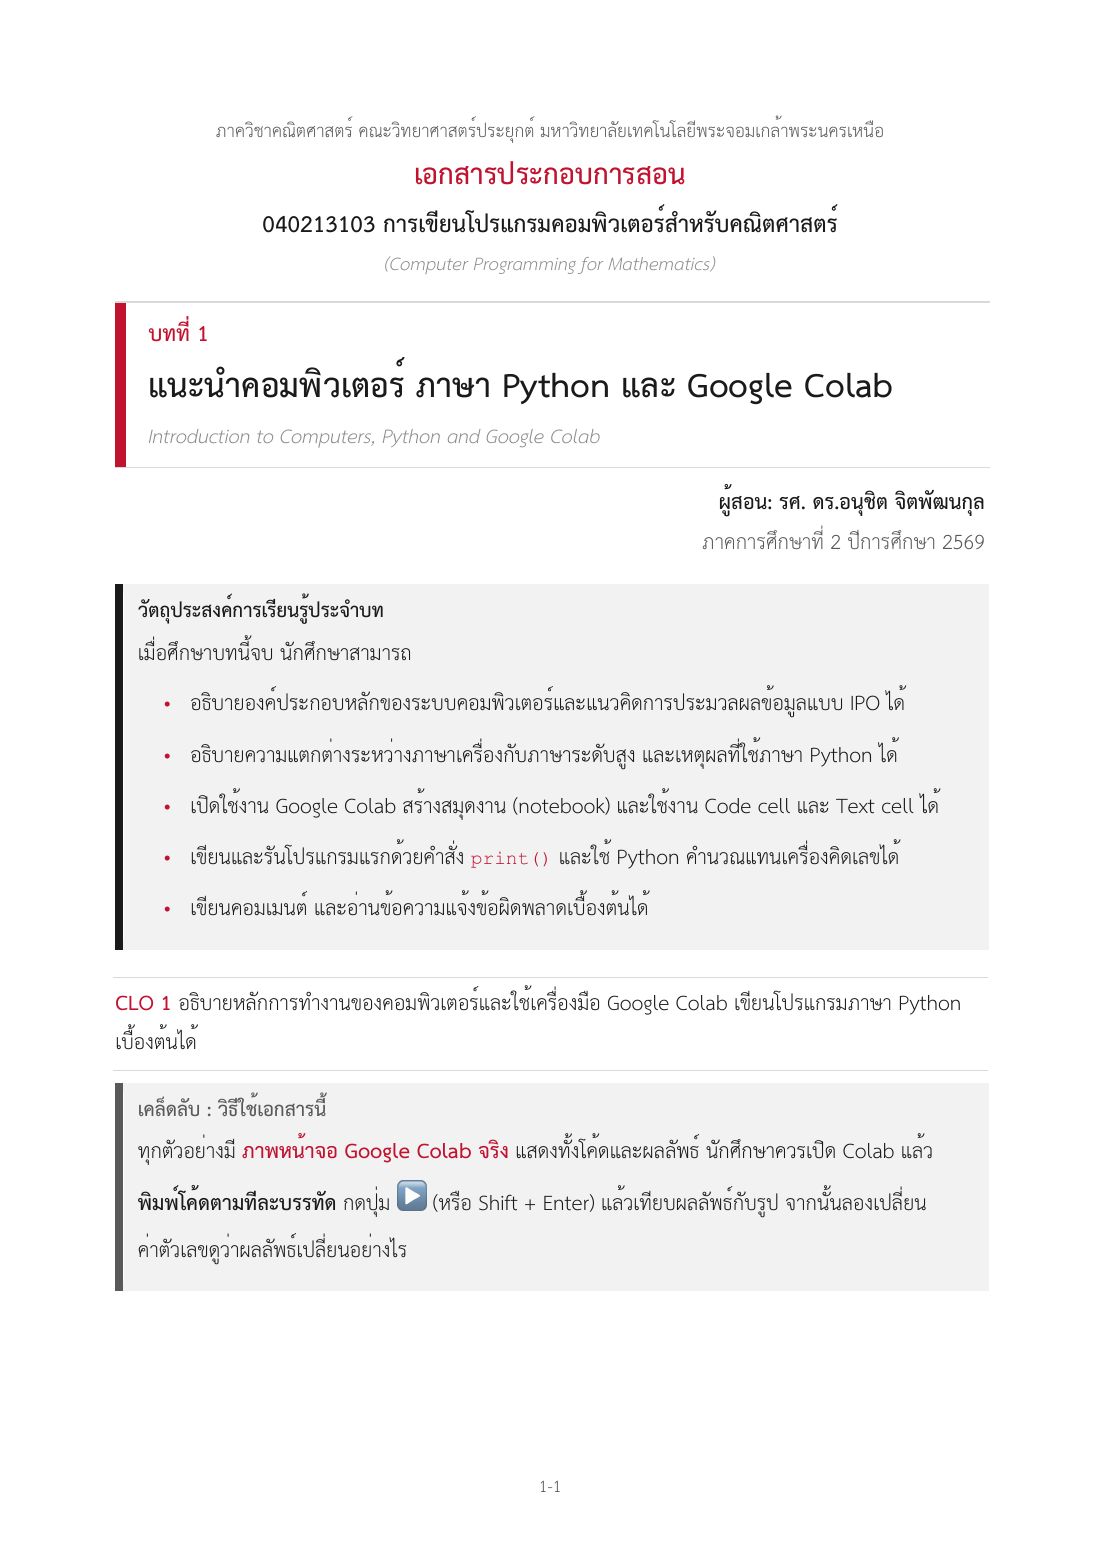 ภาควิชาคณิตศาสตร์ คณะวิทยาศาสตร์ประยุกต์ มหาวิทยาลัยเทคโนโลยีพระจอมเกล้าพระนครเหนือ
เอกสารประกอบการสอน
040213103 การเขียนโปรแกรมคอมพิวเตอร์สำหรับคณิตศาสตร์
(Computer Programming for Mathematics)
บทที่ 1
แนะนำคอมพิวเตอร์ ภาษา Python และ Google Colab
Introduction to Computers, Python and Google Colab
ผู้สอน: รศ. ดร.อนุชิต จิตพัฒนกุล
ภาคการศึกษาที่ 2 ปีการศึกษา 2569
วัตถุประสงค์การเรียนรู้ประจำบท
เมื่อศึกษาบทนี้จบ นักศึกษาสามารถ
• อธิบายองค์ประกอบหลักของระบบคอมพิวเตอร์และแนวคิดการประมวลผลข้อมูลแบบ IPO ได้
• อธิบายความแตกต่างระหว่างภาษาเครื่องกับภาษาระดับสูง และเหตุผลที่ใช้ภาษา Python ได้
• เปิดใช้งาน Google Colab สร้างสมุดงาน (notebook) และใช้งาน Code cell และ Text cell ได้
• เขียนและรันโปรแกรมแรกด้วยคำสั่ง print() และใช้ Python คำนวณแทนเครื่องคิดเลขได้
• เขียนคอมเมนต์ และอ่านข้อความแจ้งข้อผิดพลาดเบื้องต้นได้
CLO 1 อธิบายหลักการทำงานของคอมพิวเตอร์และใช้เครื่องมือ Google Colab เขียนโปรแกรมภาษา Python
เบื้องต้นได้
เคล็ดลับ : วิธีใช้เอกสารนี้
ทุกตัวอย่างมี ภาพหน้าจอ Google Colab จริง แสดงทั้งโค้ดและผลลัพธ์ นักศึกษาควรเปิด Colab แล้ว
พิมพ์โค้ดตามทีละบรรทัด กดปุ่ม ▶️ (หรือ Shift + Enter) แล้วเทียบผลลัพธ์กับรูป จากนั้นลองเปลี่ยน
ค่าตัวเลขดูว่าผลลัพธ์เปลี่ยนอย่างไร
1-1